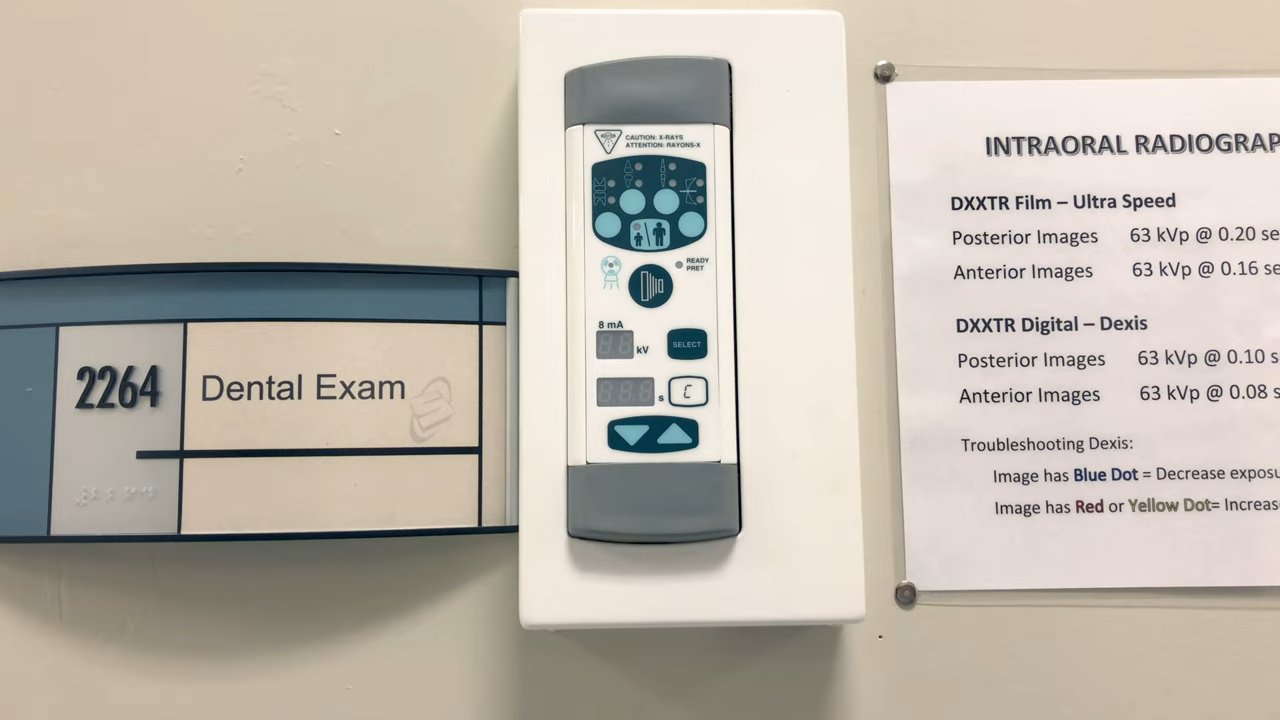 2264
Dental Exam
CAUTION: X-RAYS
ATTENTION: RAYONS-X
READY
PRET
8 mA
kV
SELECT
s
C
INTRAORAL RADIOGRAP
DXXTR Film – Ultra Speed
Posterior Images 63 kVp @ 0.20 se
Anterior Images 63 kVp @ 0.16 se
DXXTR Digital – Dexis
Posterior Images 63 kVp @ 0.10 s
Anterior Images 63 kVp @ 0.08 s
Troubleshooting Dexis:
Image has Blue Dot = Decrease exposu
Image has Red or Yellow Dot= Increas